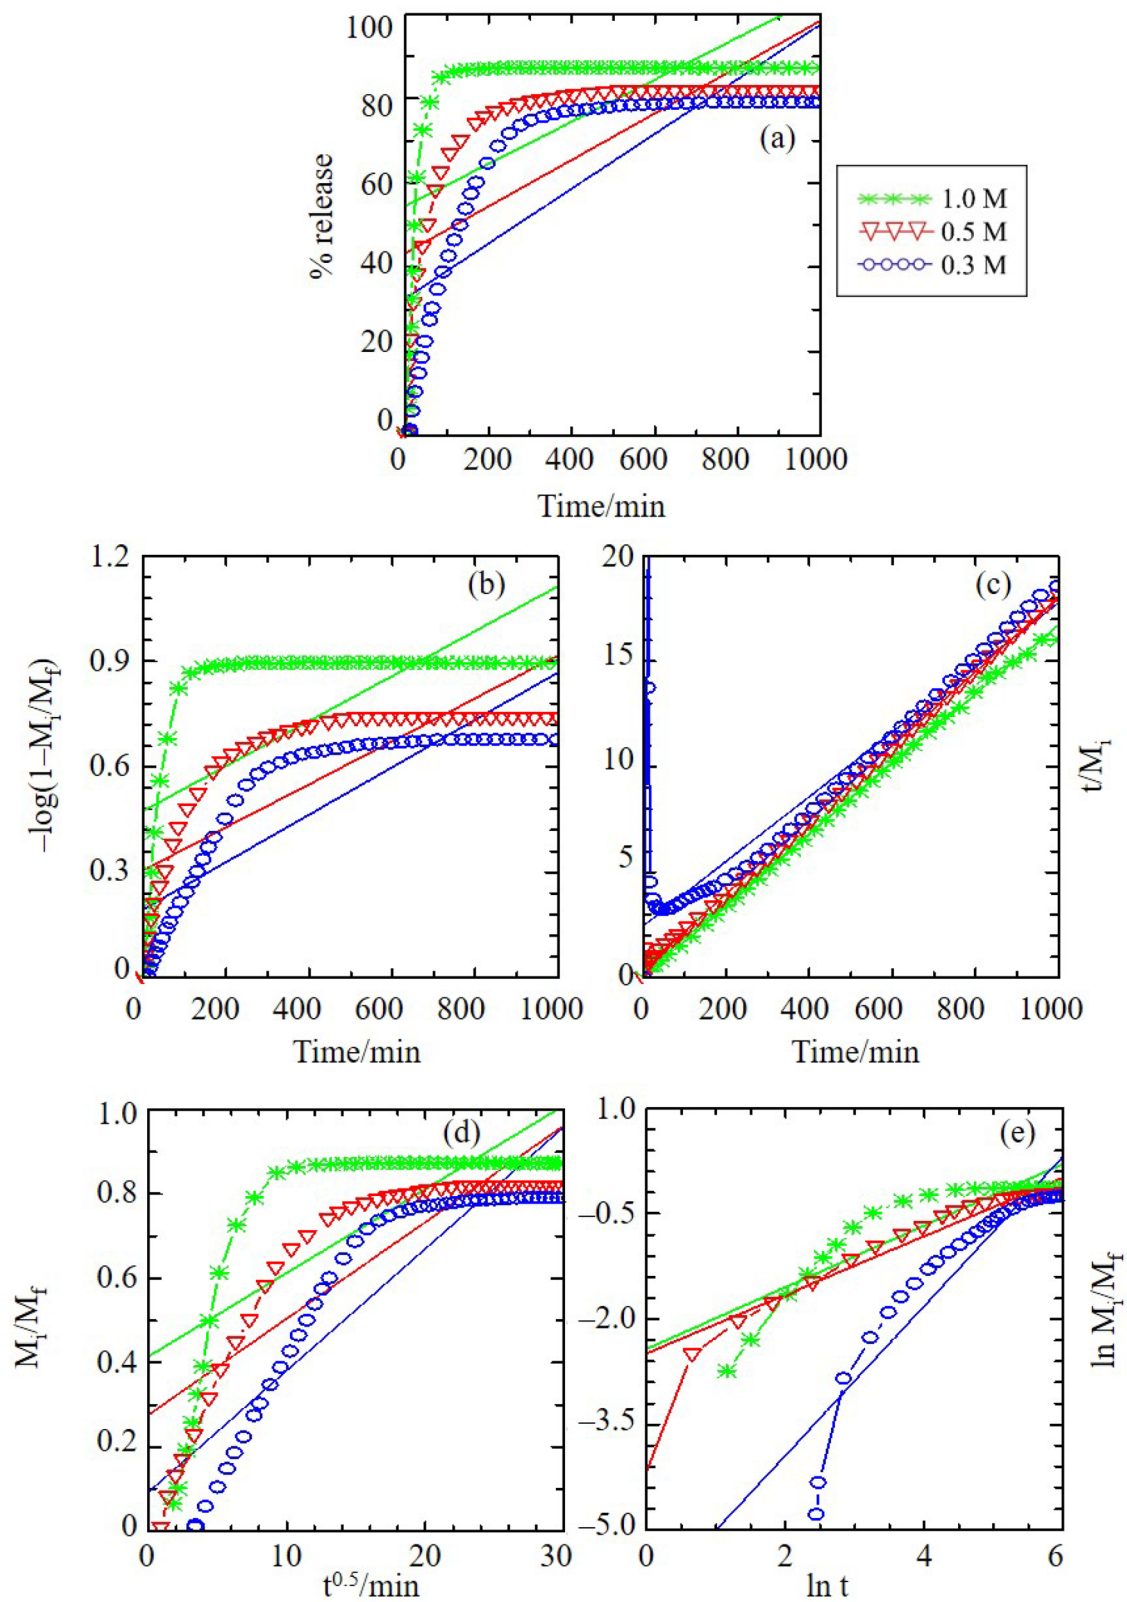 100
80
60
40
20
0
% release
(a)
0 200 400 600 800 1000
Time/min
1.0 M
0.5 M
0.3 M
1.2
0.9
0.6
0.3
0
–log(1–Mi/Mf)
(b)
0 200 400 600 800 1000
Time/min
20
15
10
5
0
t/Mi
(c)
0 200 400 600 800 1000
Time/min
1.0
0.8
0.6
0.4
0.2
0
Mi/Mf
(d)
0 10 20 30
t0.5/min
1.0
–0.5
–2.0
–3.5
–5.0
ln Mi/Mf
(e)
0 2 4 6
ln t